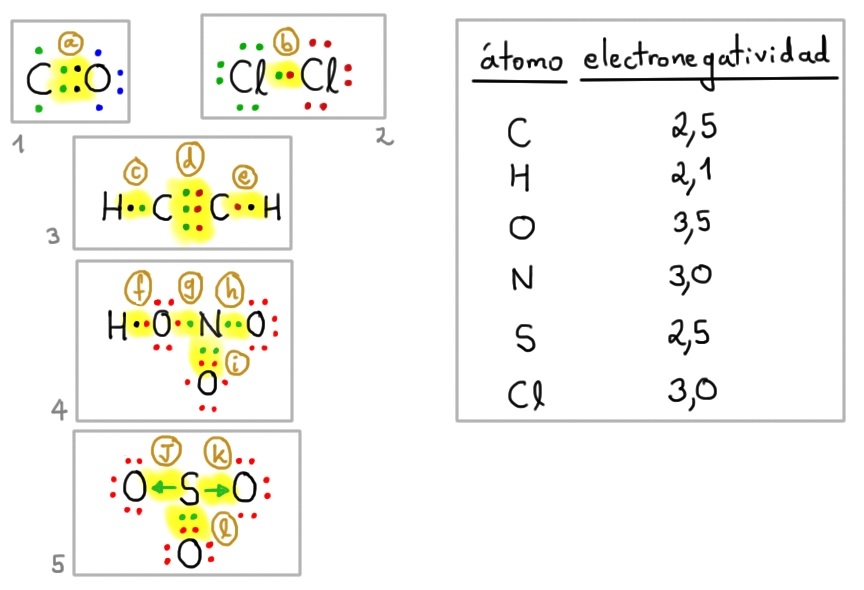 a
C O
1
b
Cl Cl
2
c d e
H C C H
3
f g h
H O N O
i
O
4
J K
O S O
l
O
5
átomo electronegatividad
C 2,5
H 2,1
O 3,5
N 3,0
S 2,5
Cl 3,0